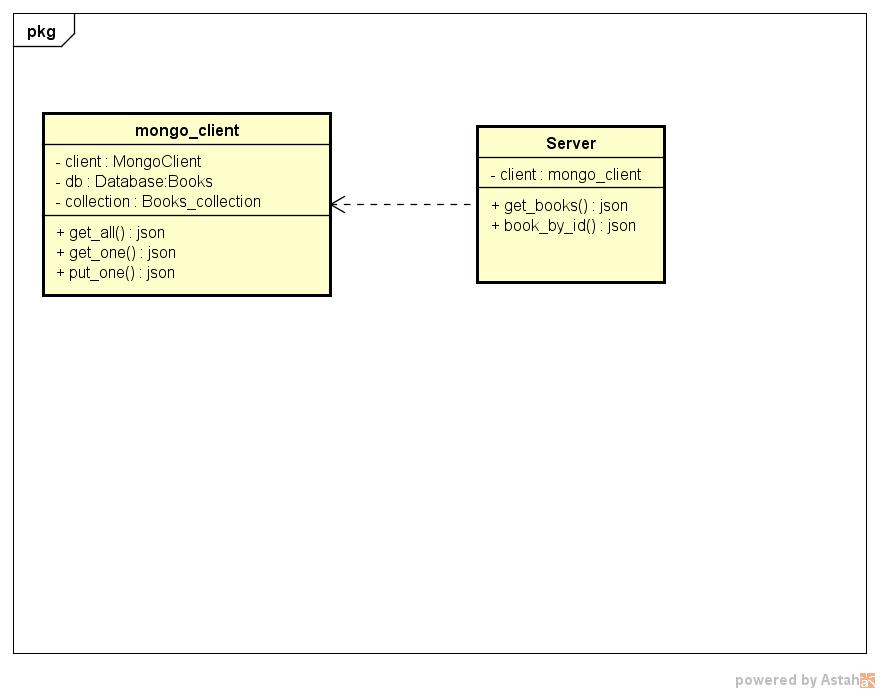 pkg
mongo_client
- client : MongoClient
- db : Database:Books
- collection : Books_collection
+ get_all() : json
+ get_one() : json
+ put_one() : json
Server
- client : mongo_client
+ get_books() : json
+ book_by_id() : json
powered by Astah